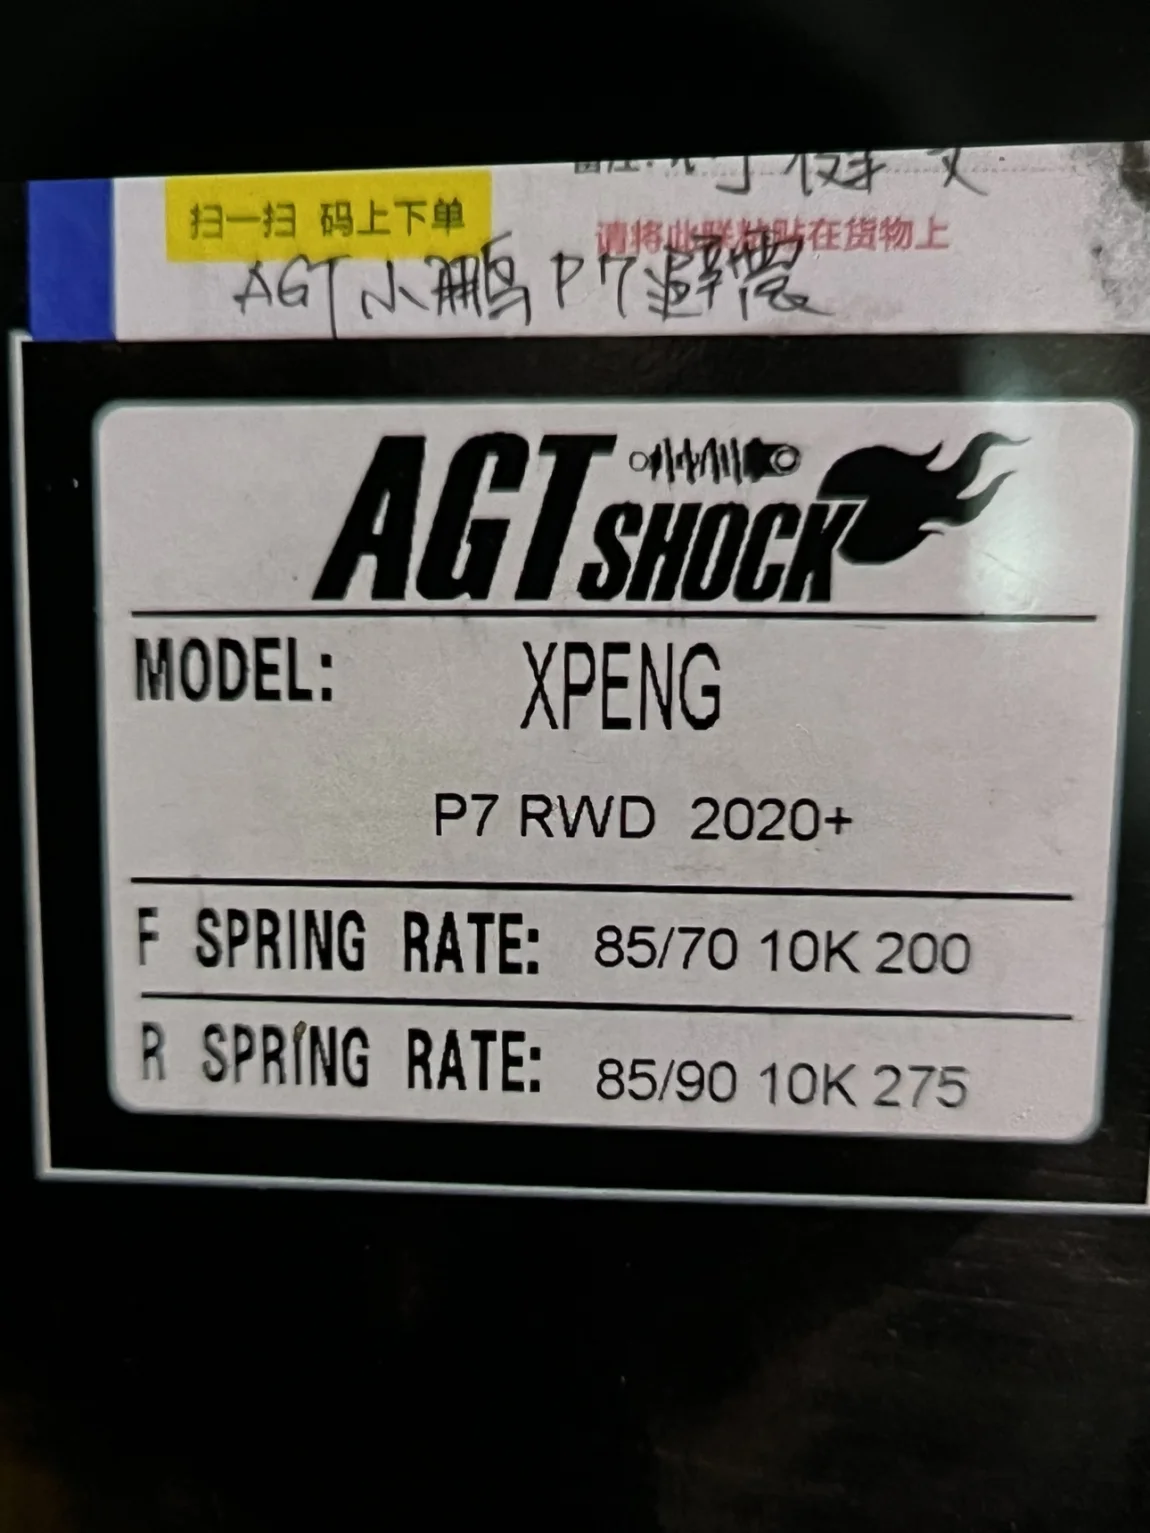 扫一扫 码上下单
请将此联粘贴在货物上
AGT小鹏P7避震
AGT SHOCK
MODEL: XPENG
P7 RWD 2020+
F SPRING RATE: 85/70 10K 200
R SPRING RATE: 85/90 10K 275